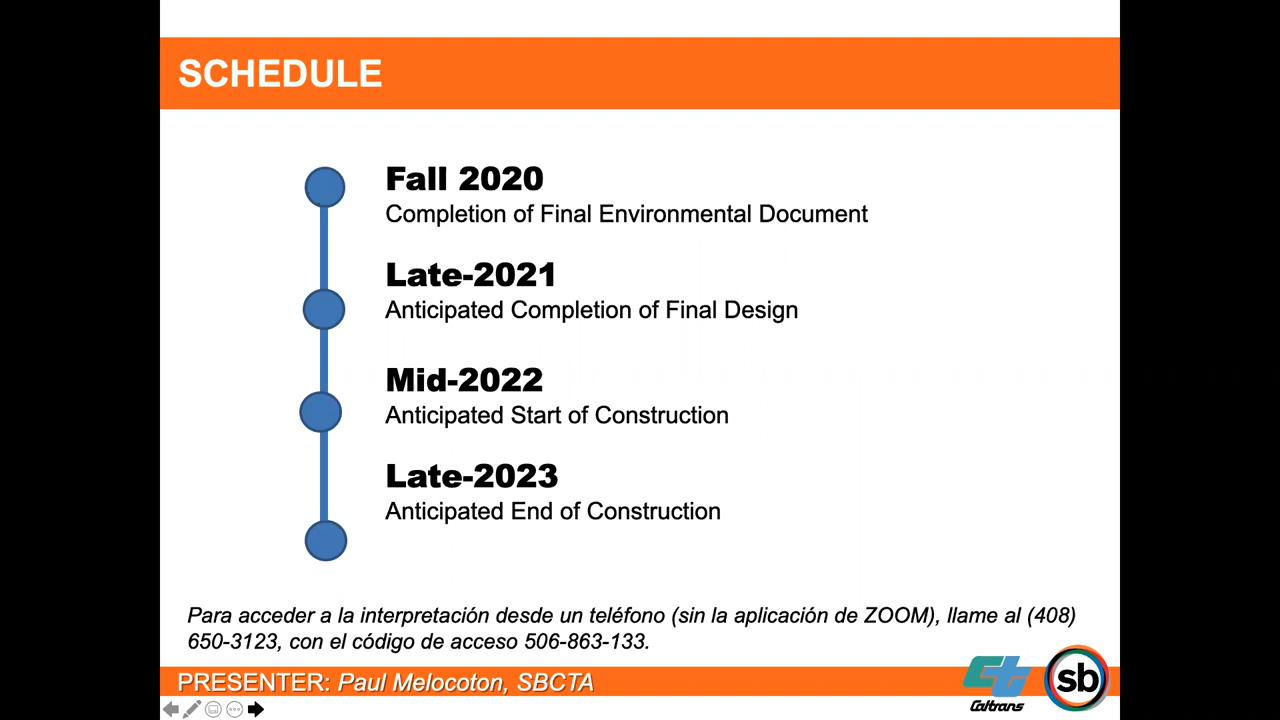 SCHEDULE
Fall 2020
Completion of Final Environmental Document
Late-2021
Anticipated Completion of Final Design
Mid-2022
Anticipated Start of Construction
Late-2023
Anticipated End of Construction
Para acceder a la interpretación desde un teléfono (sin la aplicación de ZOOM), llame al (408)
650-3123, con el código de acceso 506-863-133.
PRESENTER: Paul Melocoton, SBCTA
Caltrans
sb